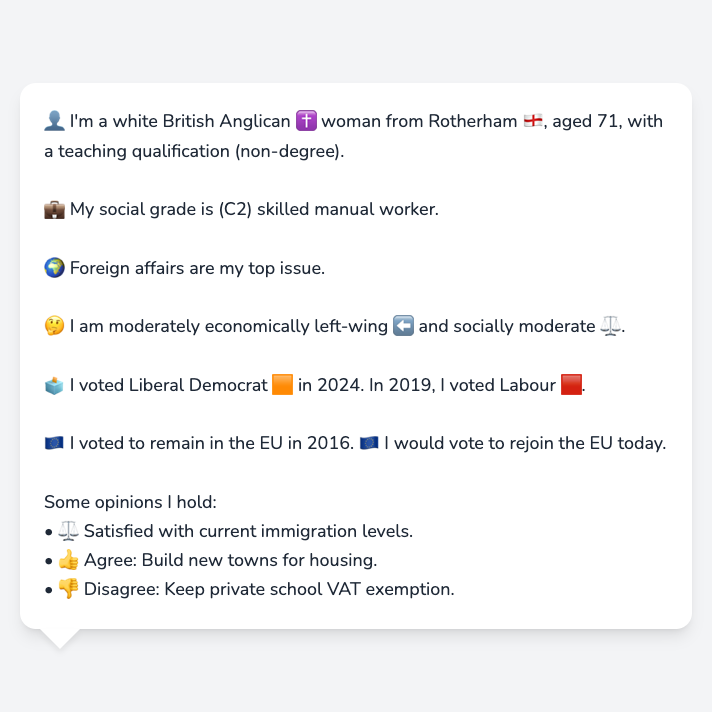 👤 I'm a white British Anglican ✝️ woman from Rotherham 🏴󠁧󠁢󠁥󠁮󠁧󠁿, aged 71, with
a teaching qualification (non-degree).
💼 My social grade is (C2) skilled manual worker.
🌍 Foreign affairs are my top issue.
🤔 I am moderately economically left-wing ⬅️ and socially moderate ⚖️.
🗳️ I voted Liberal Democrat 🟧 in 2024. In 2019, I voted Labour 🟥.
🇪🇺 I voted to remain in the EU in 2016. 🇪🇺 I would vote to rejoin the EU today.
Some opinions I hold:
• ⚖️ Satisfied with current immigration levels.
• 👍 Agree: Build new towns for housing.
• 👎 Disagree: Keep private school VAT exemption.